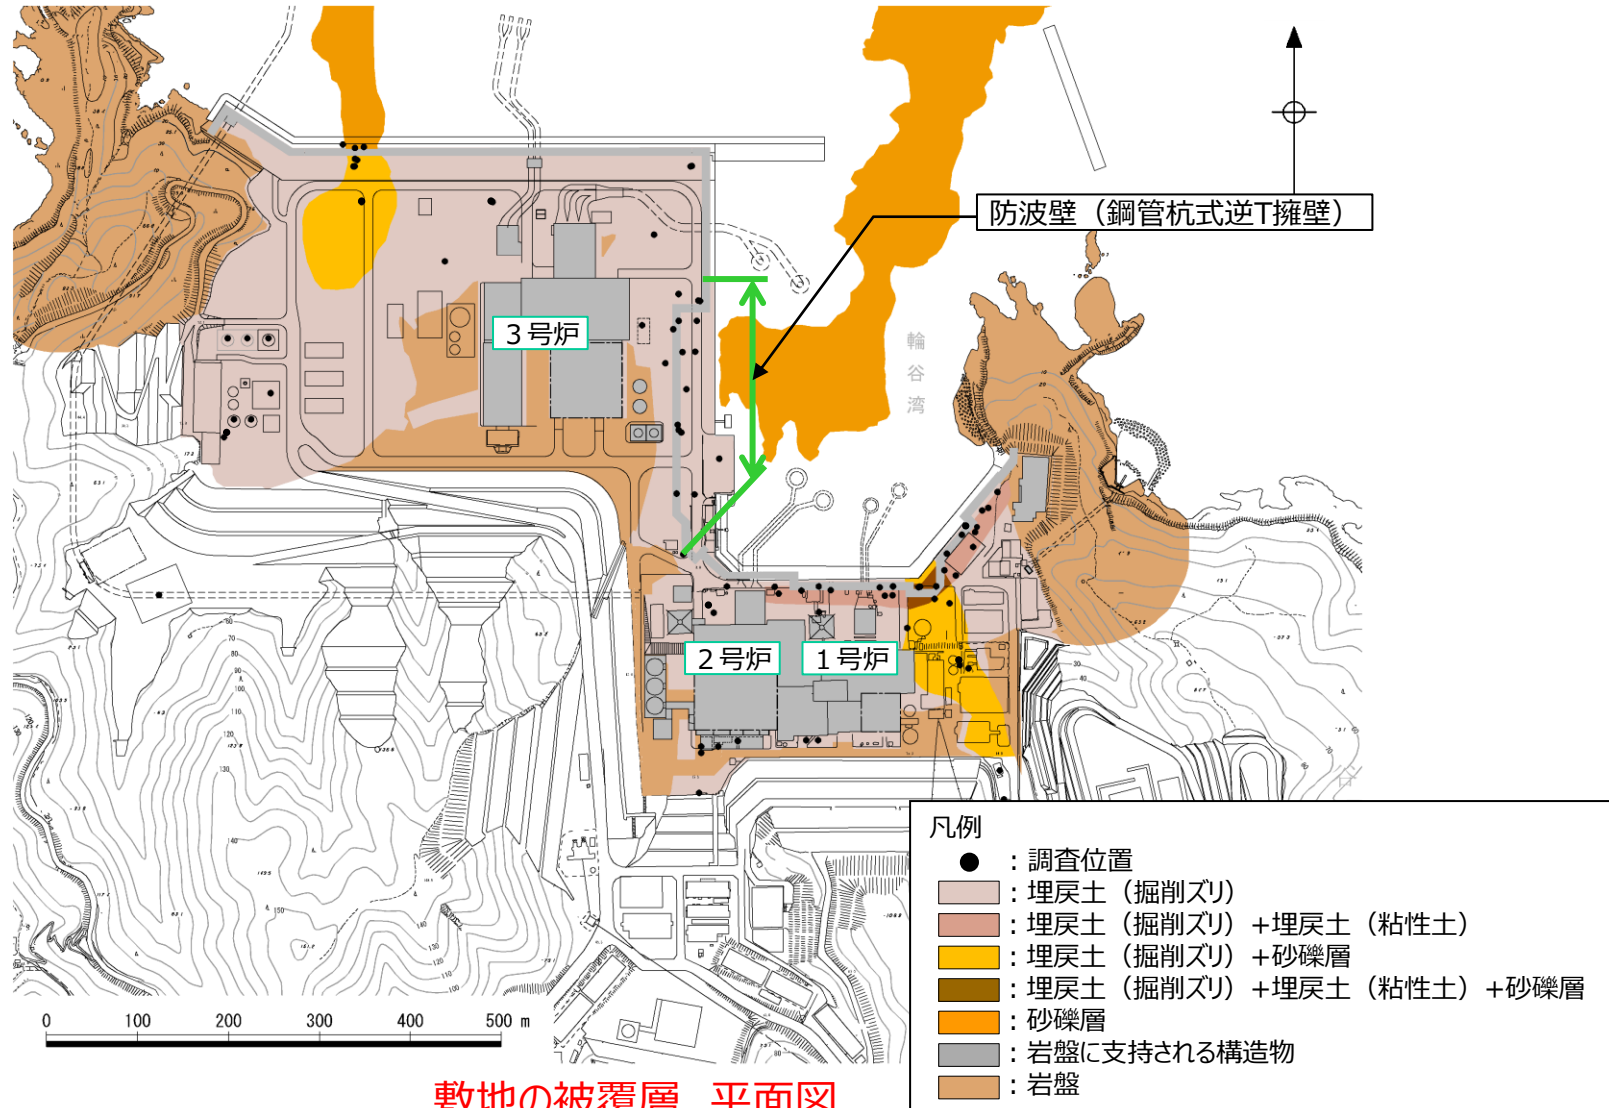 防波壁（鋼管杭式逆T擁壁）
3号炉
輪
谷
湾
2号炉
1号炉
谷
凡例
●：調査位置
：埋戻土（掘削ズリ）
：埋戻土（掘削ズリ）+埋戻土（粘性土）
：埋戻土（掘削ズリ）+砂礫層
：埋戻土（掘削ズリ）+埋戻土（粘性土）+砂礫層
：砂礫層
：岩盤に支持される構造物
：岩盤
0 100 200 300 400 500 m
敷地の被覆層 平面図